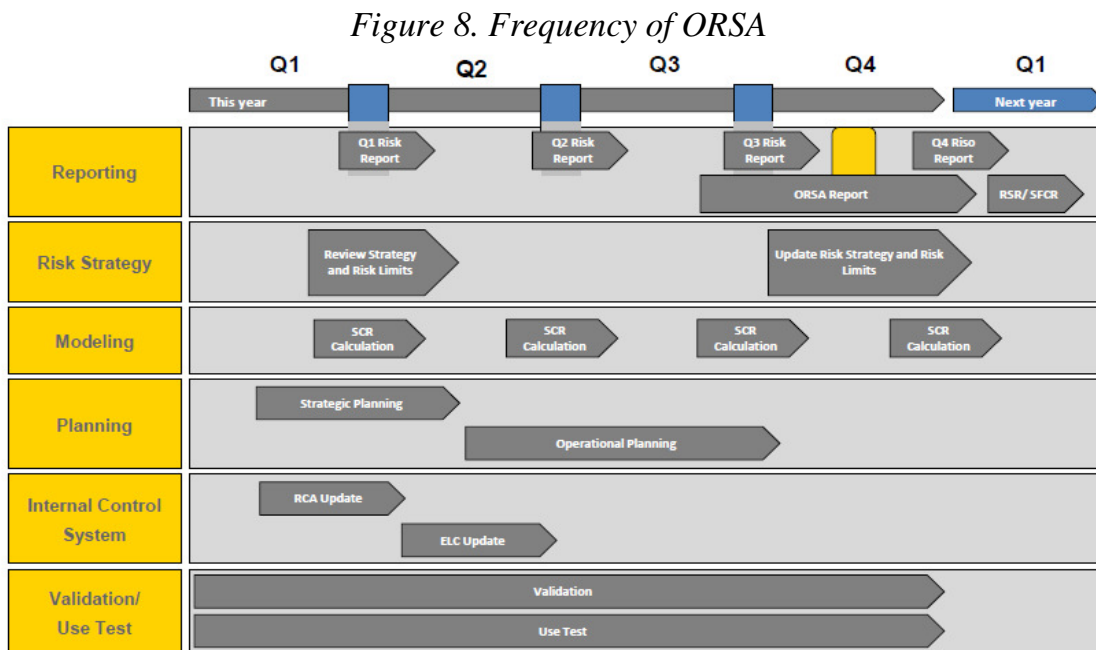 Figure 8. Frequency of ORSA
Q1 Q2 Q3 Q4 Q1
This year Next year
Reporting
Q1 Risk
Report
Q2 Risk
Report
Q3 Risk
Report
Q4 Riso
Report
ORSA Report
RSR/ SFCR
Risk Strategy
Review Strategy
and Risk Limits
Update Risk Strategy and Risk
Limits
Modeling
SCR
Calculation
SCR
Calculation
SCR
Calculation
SCR
Calculation
Planning
Strategic Planning
Operational Planning
Internal Control
System
RCA Update
ELC Update
Validation/
Use Test
Validation
Use Test